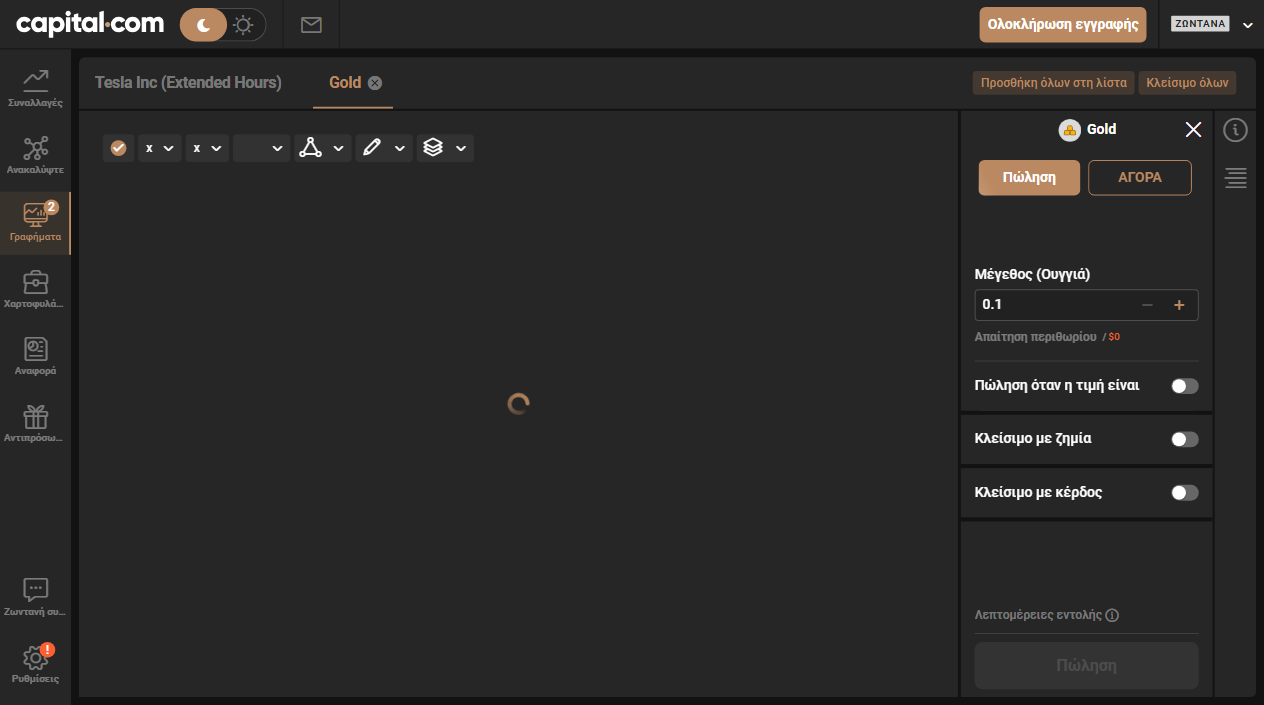 capital.com
Ολοκλήρωση εγγραφής
ΖΩΝΤΑΝΑ
Συναλλαγές
Ανακαλύψτε
2
Γραφήματα
Χαρτοφυλά...
Αναφορά
Αντιπρόσω...
Ζωντανή συ...
!
Ρυθμίσεις
Tesla Inc (Extended Hours)
Gold
Προσθήκη όλων στη λίστα
Κλείσιμο όλων
x
x
Gold
Πώληση
ΑΓΟΡΑ
Μέγεθος (Ουγγιά)
0.1
Απαίτηση περιθωρίου / $0
Πώληση όταν η τιμή είναι
Κλείσιμο με ζημία
Κλείσιμο με κέρδος
Λεπτομέρειες εντολής
Πώληση